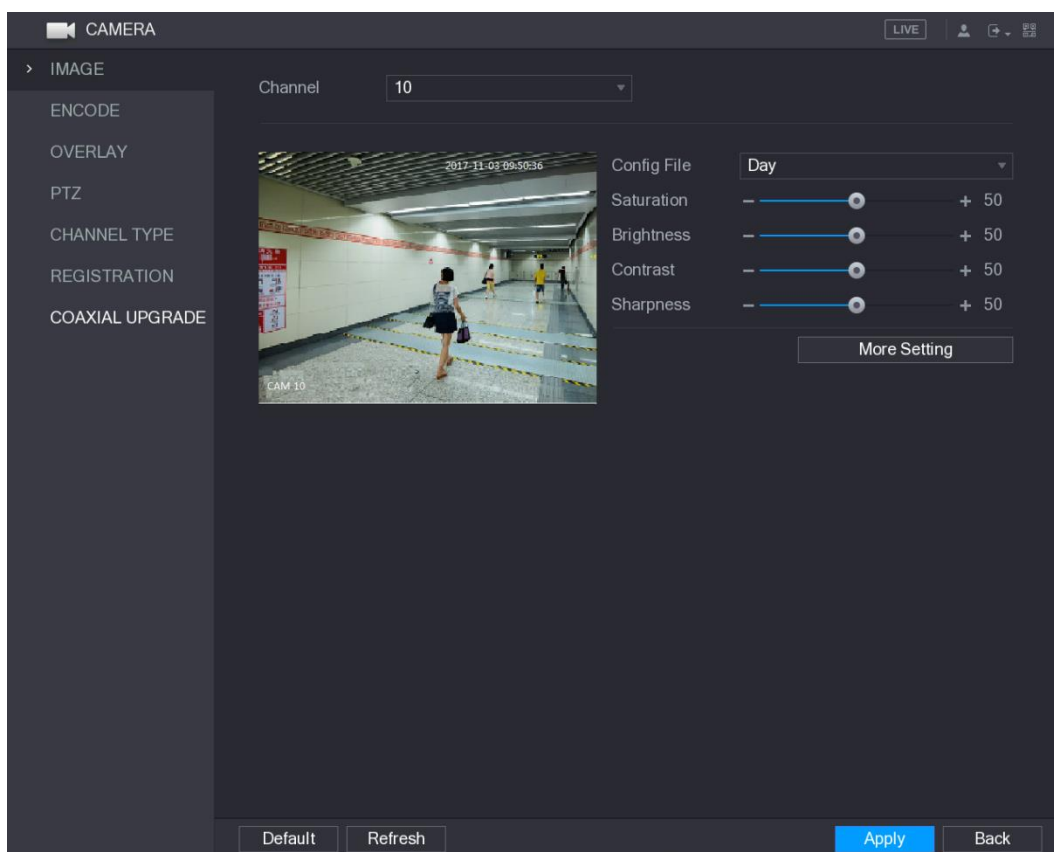 CAMERA
LIVE
IMAGE
ENCODE
OVERLAY
PTZ
CHANNEL TYPE
REGISTRATION
COAXIAL UPGRADE
Channel 10
2017-11-03 09:50:36
CAM 10
Config File Day
Saturation 50
Brightness 50
Contrast 50
Sharpness 50
More Setting
Default Refresh Apply Back